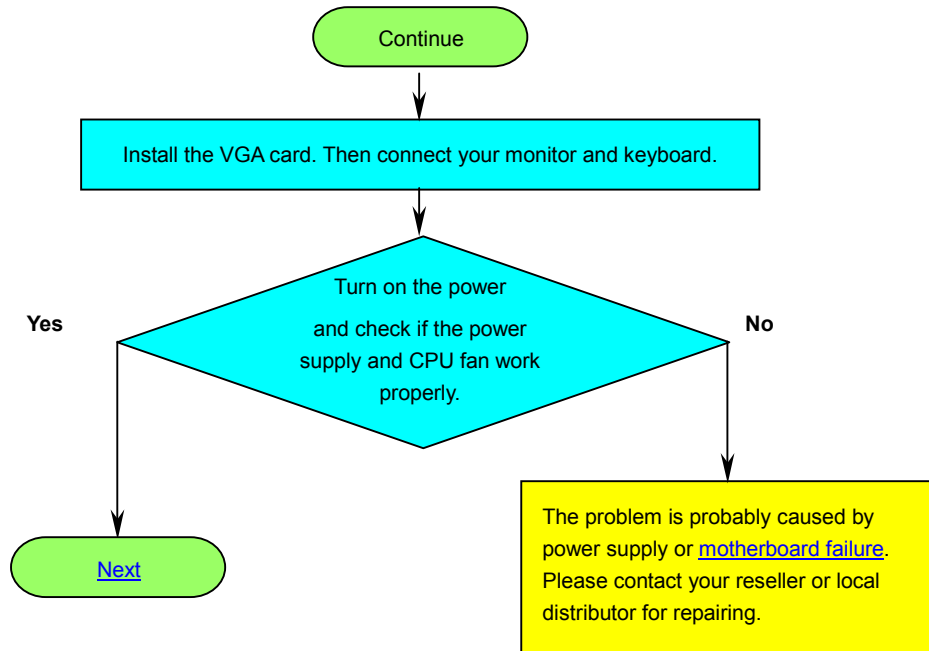 Continue
Install the VGA card. Then connect your monitor and keyboard.
Turn on the power
and check if the power
supply and CPU fan work
properly.
Yes
No
Next
The problem is probably caused by
power supply or motherboard failure.
Please contact your reseller or local
distributor for repairing.